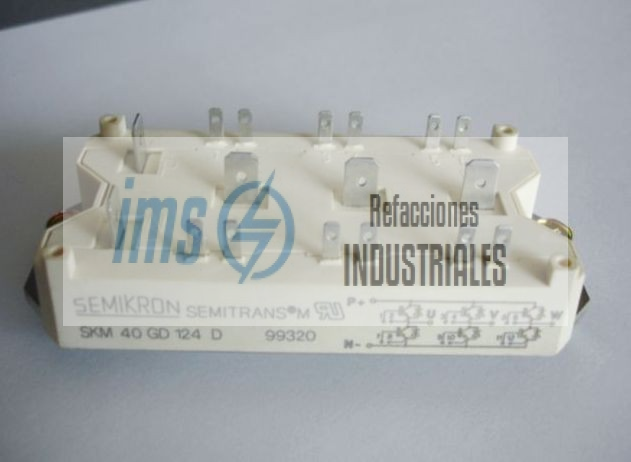 ims
Refacciones
INDUSTRIALES
SEMIKRON SEMITRANS®M
SKM 40 GD 124 D 99320
P+
U V W
N-